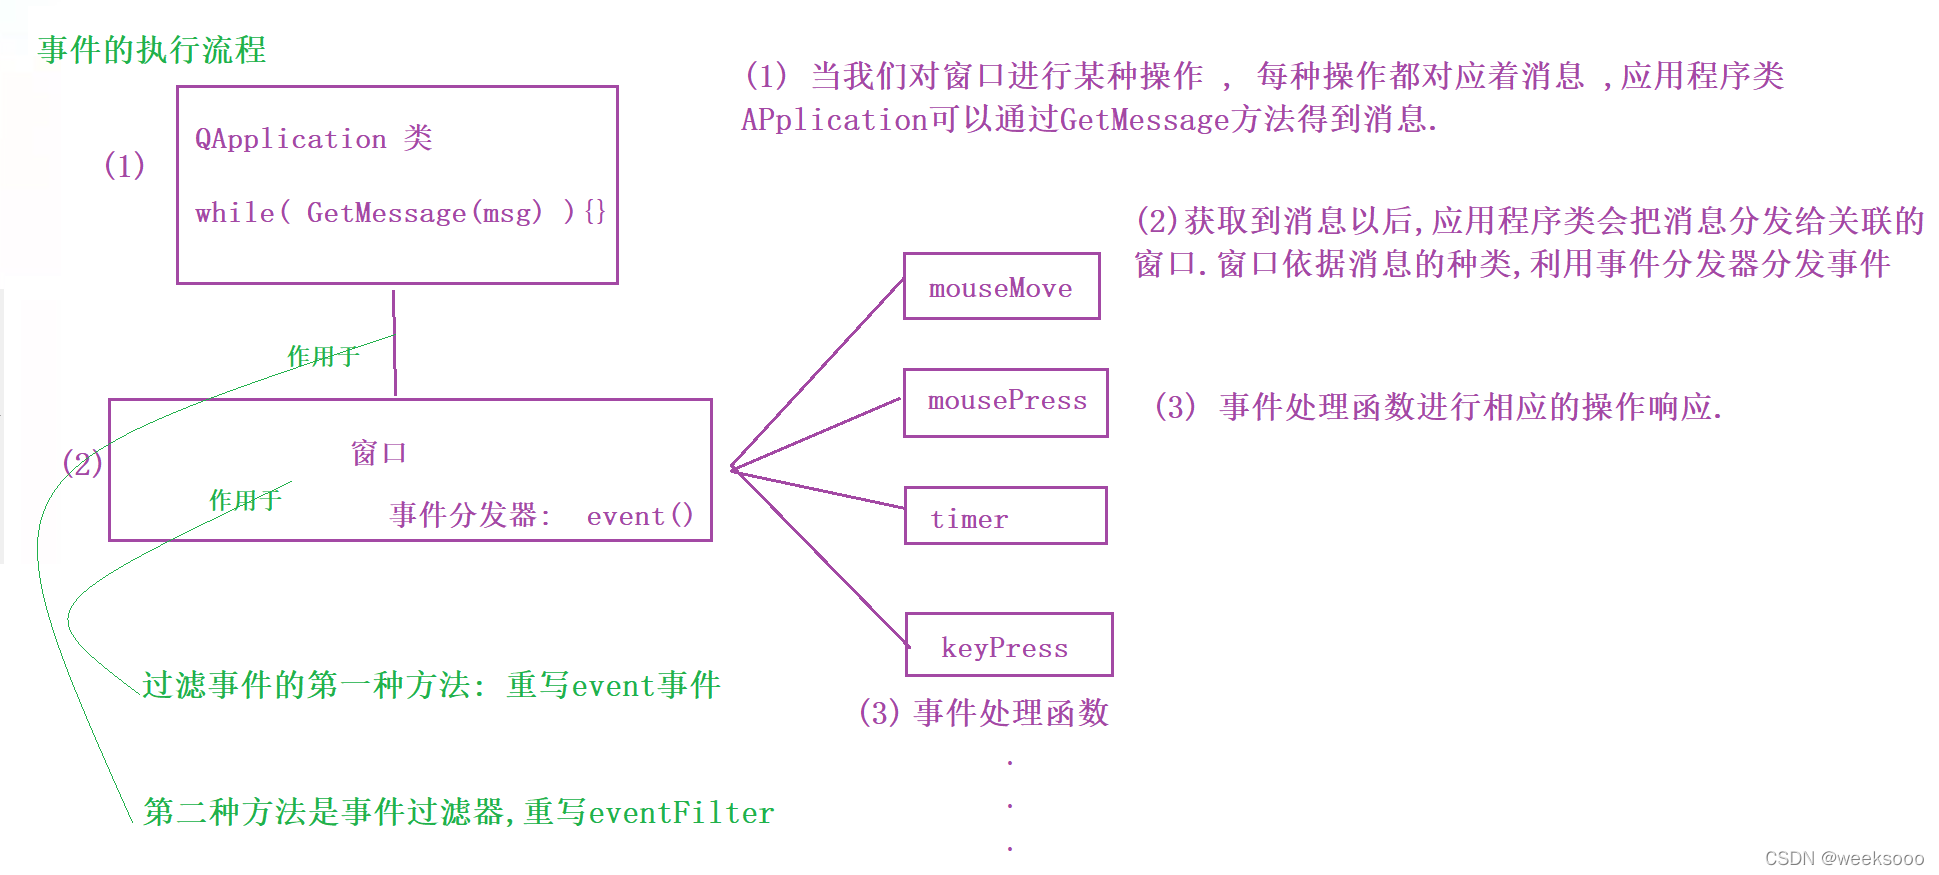 事件的执行流程
(1) 当我们对窗口进行某种操作 , 每种操作都对应着消息 ,应用程序类
APplication可以通过GetMessage方法得到消息.
QApplication 类
(1)
while( GetMessage(msg) ){}
(2)获取到消息以后,应用程序类会把消息分发给关联的
窗口.窗口依据消息的种类,利用事件分发器分发事件
mouseMove
作用于
mousePress
(3) 事件处理函数进行相应的操作响应.
窗口
(2)
作用于
事件分发器: event()
timer
keyPress
过滤事件的第一种方法: 重写event事件
(3)事件处理函数
.
.
.
第二种方法是事件过滤器,重写eventFilter
CSDN @weeksooo